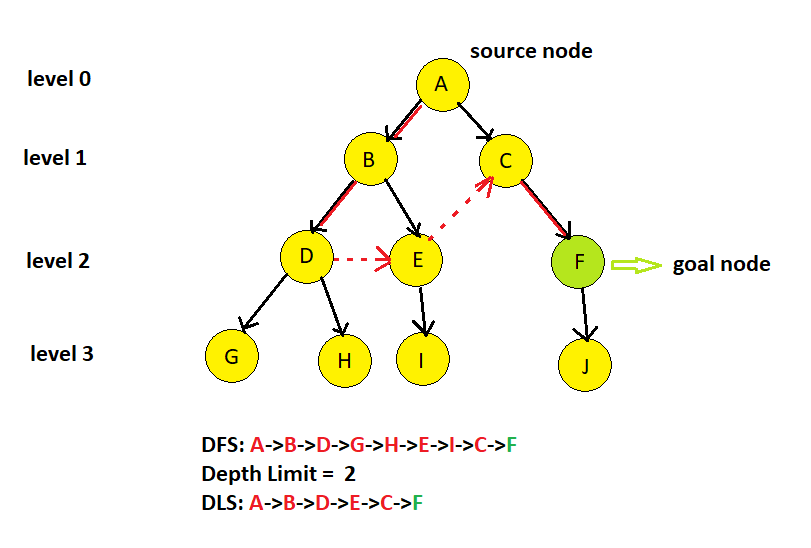 source node
level 0
A
level 1
B
C
level 2
D
E
F
goal node
level 3
G
H
I
J
DFS: A->B->D->G->H->E->I->C->F
Depth Limit = 2
DLS: A->B->D->E->C->F